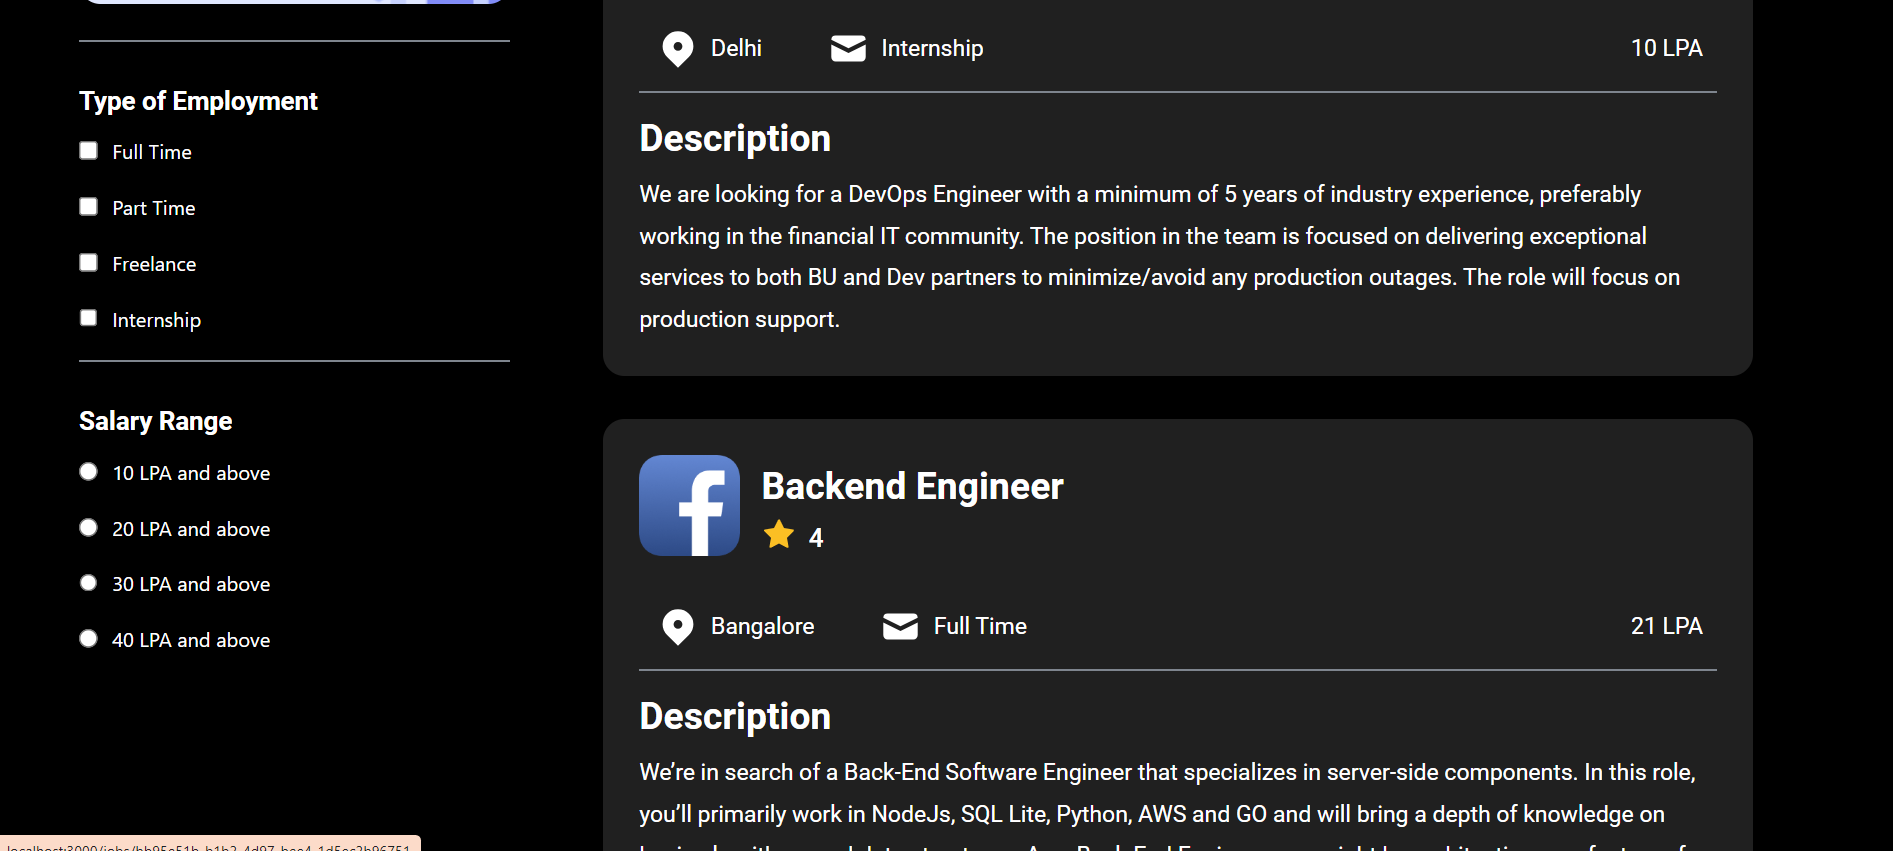 Type of Employment
Full Time
Part Time
Freelance
Internship
Salary Range
10 LPA and above
20 LPA and above
30 LPA and above
40 LPA and above
Delhi Internship 10 LPA
Description
We are looking for a DevOps Engineer with a minimum of 5 years of industry experience, preferably
working in the financial IT community. The position in the team is focused on delivering exceptional
services to both BU and Dev partners to minimize/avoid any production outages. The role will focus on
production support.
Backend Engineer
4
Bangalore Full Time 21 LPA
Description
We’re in search of a Back-End Software Engineer that specializes in server-side components. In this role,
you’ll primarily work in NodeJs, SQL Lite, Python, AWS and GO and will bring a depth of knowledge on